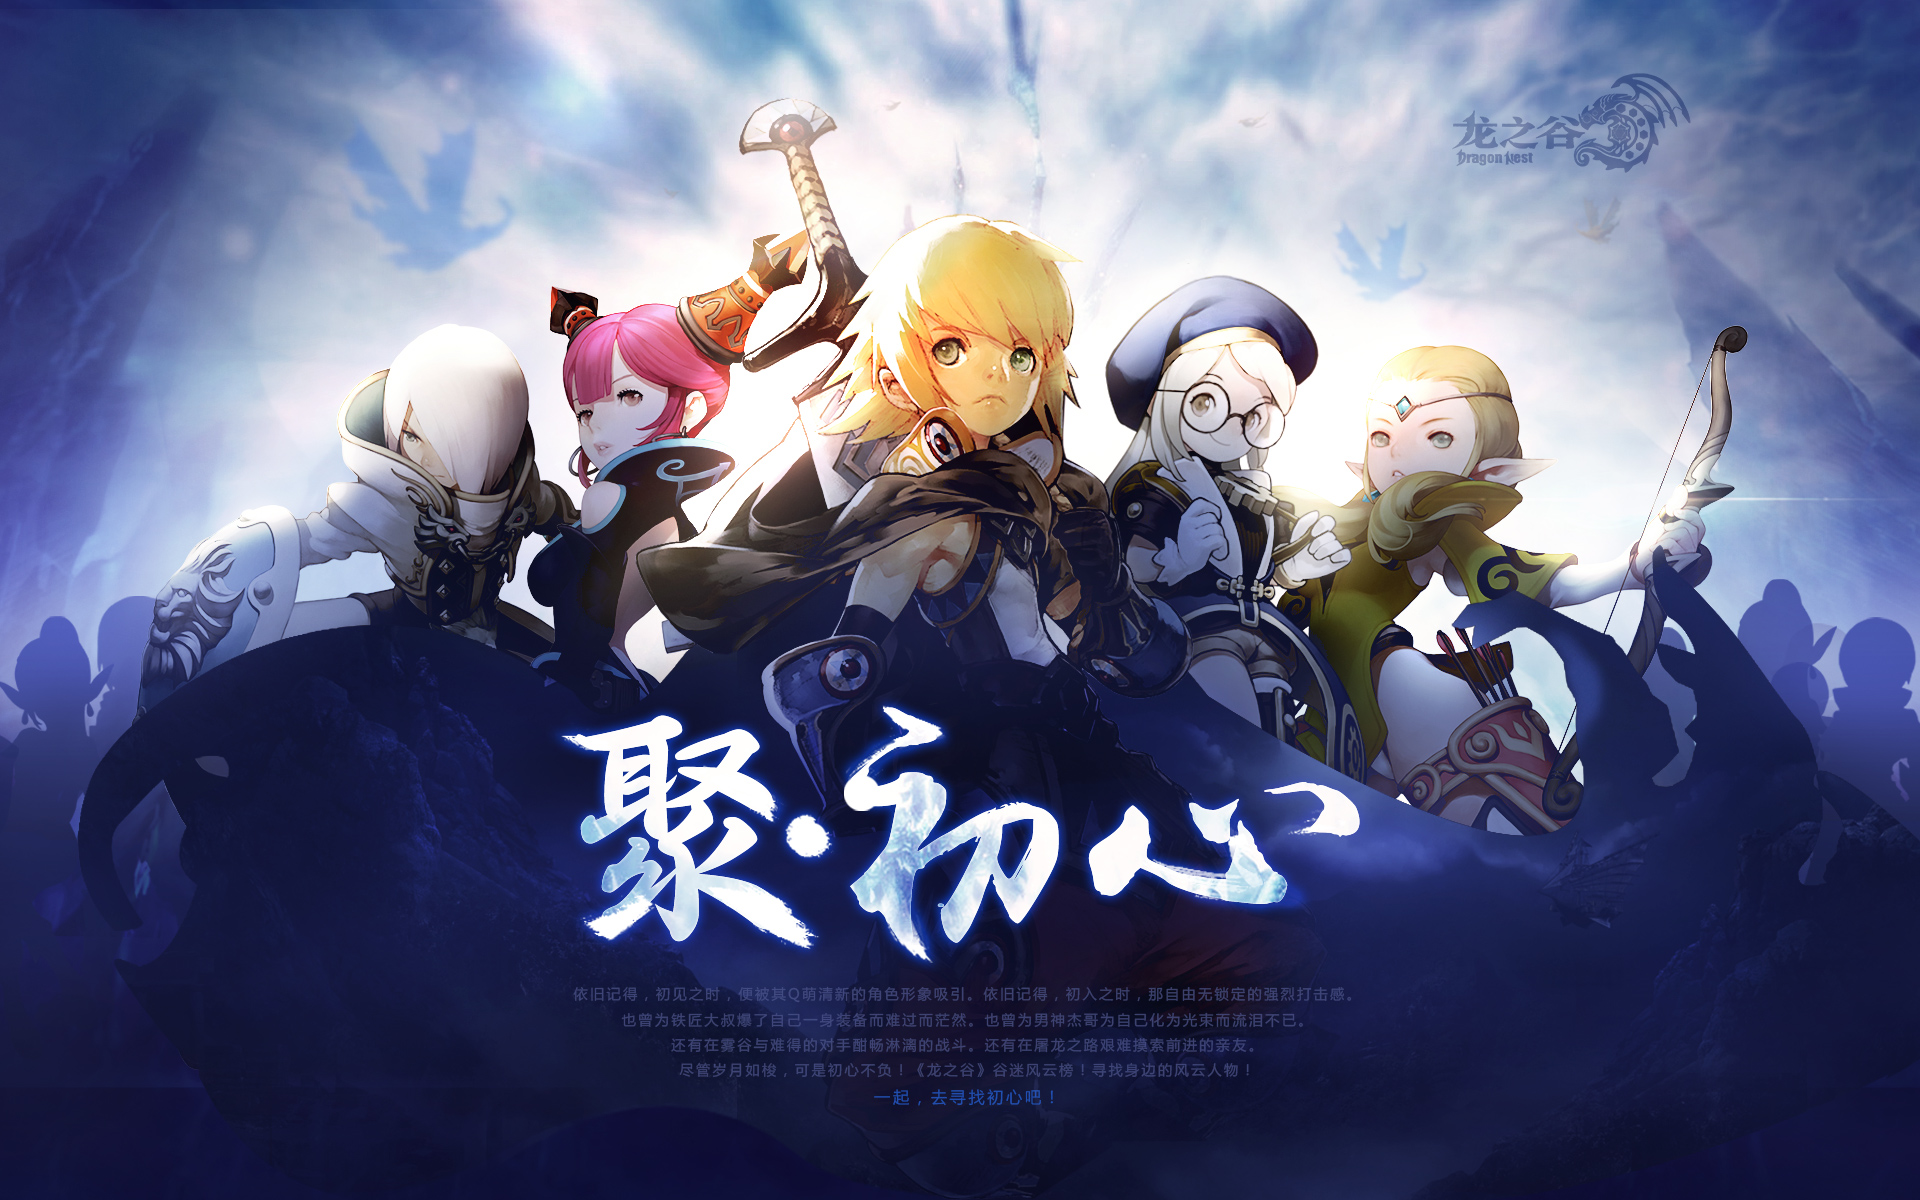 龙之谷
Dragon Nest
聚·初心
依旧记得，初见之时，便被其Q萌清新的角色形象吸引。依旧记得，初入之时，那自由无锁定的强烈打击感。
也曾为铁匠大叔爆了自己一身装备而难过而茫然。也曾为男神杰哥为自己化为光束而流泪不已。
还有在雾谷与难得的对手酣畅淋漓的战斗。还有在屠龙之路艰难摸索前进的亲友。
尽管岁月如梭，可是初心不负！《龙之谷》谷迷风云榜！寻找身边的风云人物！
一起，去寻找初心吧！